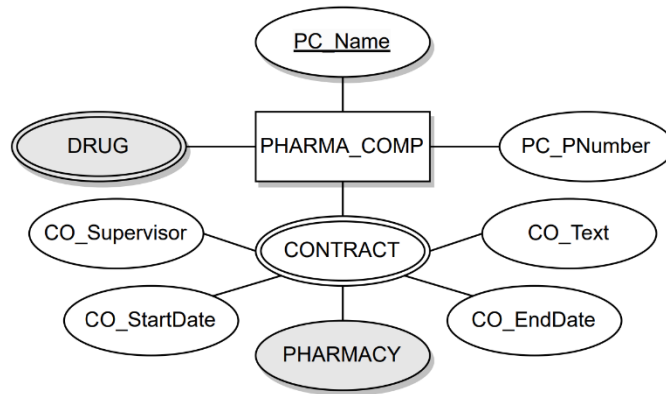 PC_Name
DRUG
PHARMA_COMP
PC_PNumber
CO_Supervisor
CONTRACT
CO_Text
CO_StartDate
CO_EndDate
PHARMACY